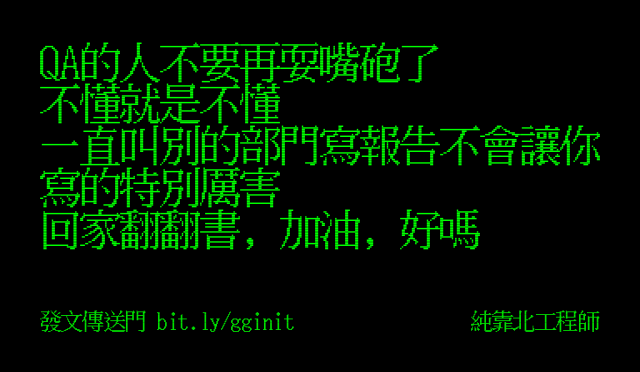 QA的人不要再耍嘴砲了
不懂就是不懂
一直叫別的部門寫報告不會讓你
寫的特別厲害
回家翻翻書，加油，好嗎
發文傳送門 bit.ly/gginit
純靠北工程師